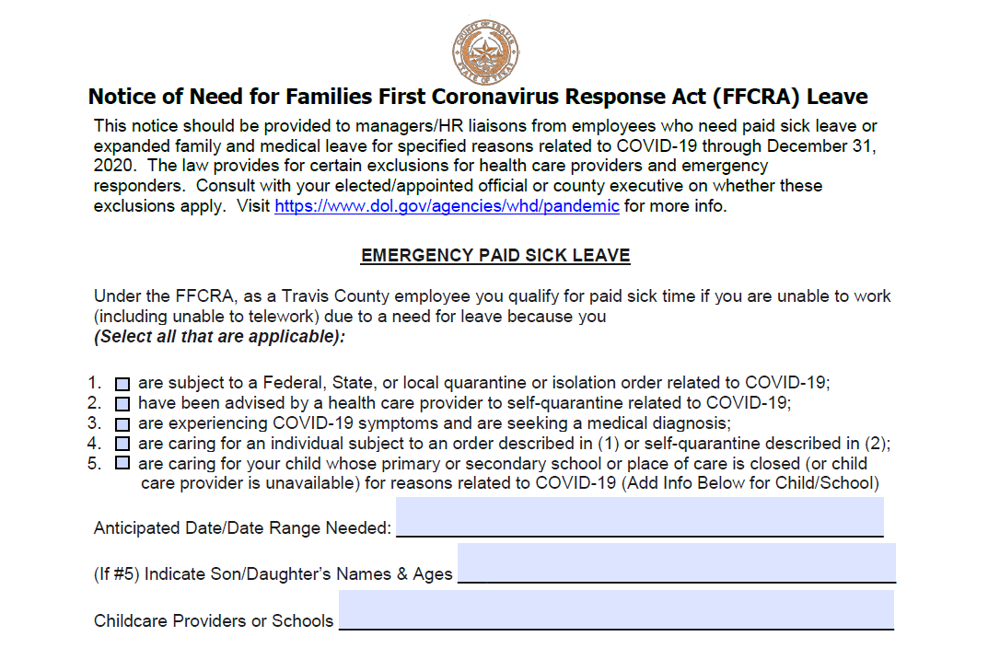 COUNTY OF TRAVIS
STATE OF TEXAS
Notice of Need for Families First Coronavirus Response Act (FFCRA) Leave
This notice should be provided to managers/HR liaisons from employees who need paid sick leave or
expanded family and medical leave for specified reasons related to COVID-19 through December 31,
2020.  The law provides for certain exclusions for health care providers and emergency
responders.  Consult with your elected/appointed official or county executive on whether these
exclusions apply.  Visit https://www.dol.gov/agencies/whd/pandemic for more info.
EMERGENCY PAID SICK LEAVE
Under the FFCRA, as a Travis County employee you qualify for paid sick time if you are unable to work
(including unable to telework) due to a need for leave because you
(Select all that are applicable):
1. are subject to a Federal, State, or local quarantine or isolation order related to COVID-19;
2. have been advised by a health care provider to self-quarantine related to COVID-19;
3. are experiencing COVID-19 symptoms and are seeking a medical diagnosis;
4. are caring for an individual subject to an order described in (1) or self-quarantine described in (2);
5. are caring for your child whose primary or secondary school or place of care is closed (or child
care provider is unavailable) for reasons related to COVID-19 (Add Info Below for Child/School)
Anticipated Date/Date Range Needed:
(If #5) Indicate Son/Daughter's Names & Ages
Childcare Providers or Schools